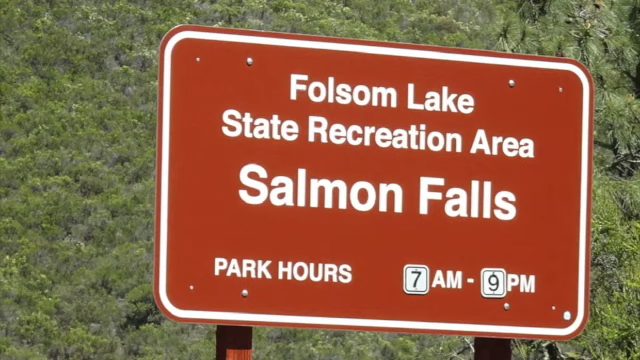 Folsom Lake
State Recreation Area
Salmon Falls
PARK HOURS 7 AM - 9 PM